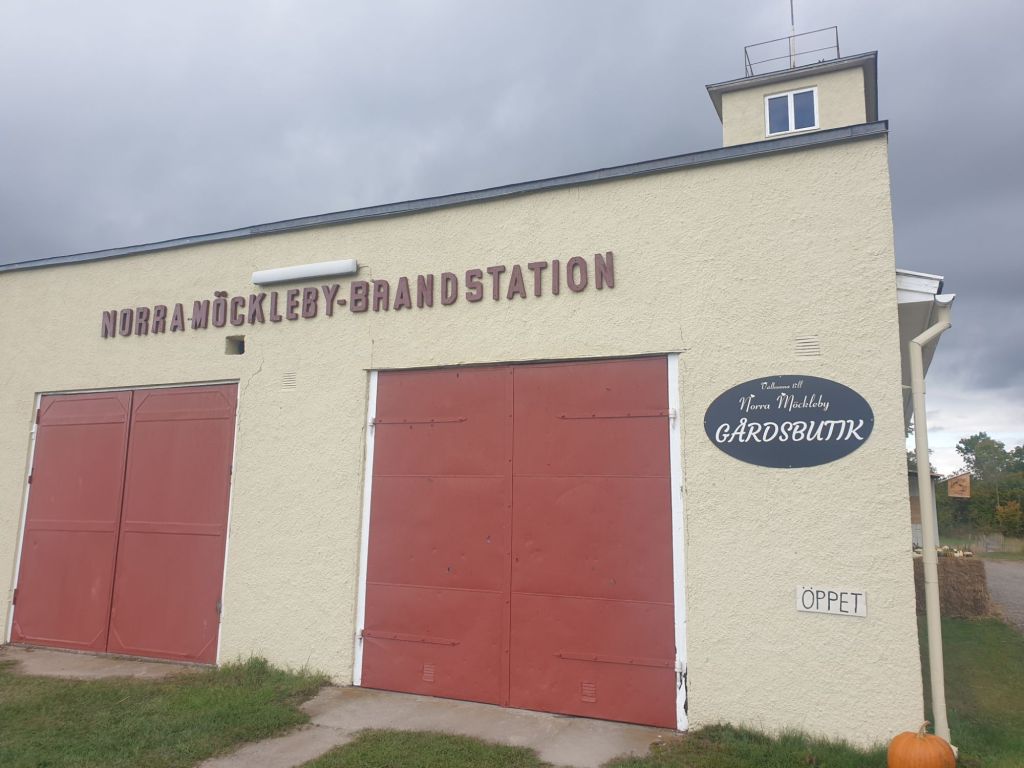 NORRA-MÖCKLEBY-BRANDSTATION
Välkomna till
Norra Möckleby
GÅRDSBUTIK
ÖPPET